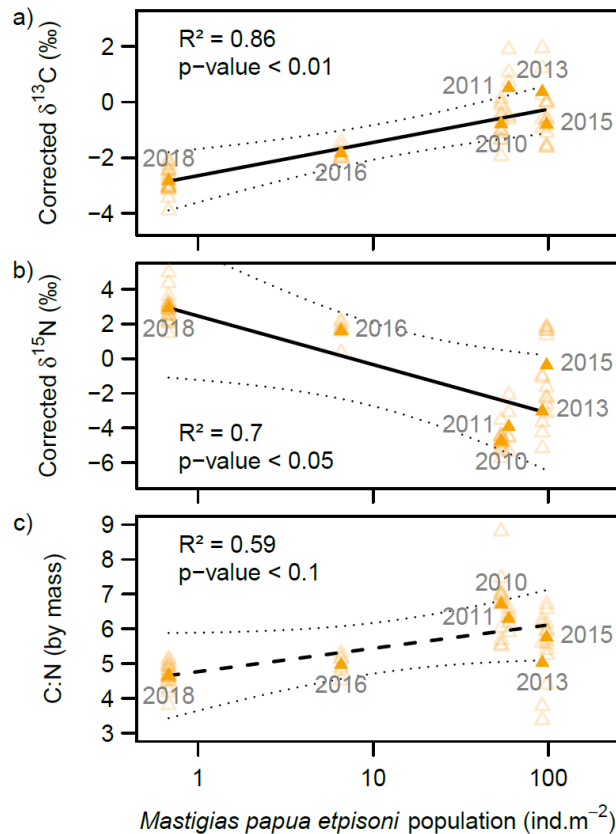 a)
Corrected δ¹³C (‰)
2
0
−2
−4
R² = 0.86
p−value < 0.01
2011
2013
2018
2016
2010
2015
b)
Corrected δ¹⁵N (‰)
4
2
0
−2
−4
−6
2018
2016
2015
2011
2013
2010
R² = 0.7
p−value < 0.05
c)
C:N (by mass)
9
8
7
6
5
4
3
R² = 0.59
p−value < 0.1
2010
2011
2015
2018
2016
2013
1
10
100
Mastigias papua etpisoni population (ind.m⁻²)